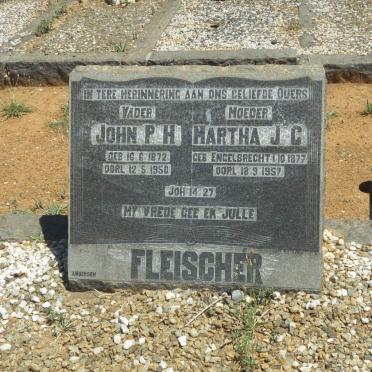 IN TERE HERINNERING AAN ONS GELIEFDE OUERS
VADER MOEDER
JOHN P. H. MARTHA J. C.
GEB 16.6.1872. GEB ENGELBRECHT 1.10.1877
OORL 12.5.1950 OORL 18.9.1957
JOH 14:27
MY VREDE GEE EK JULLE
FLEISCHER
ANDERSON